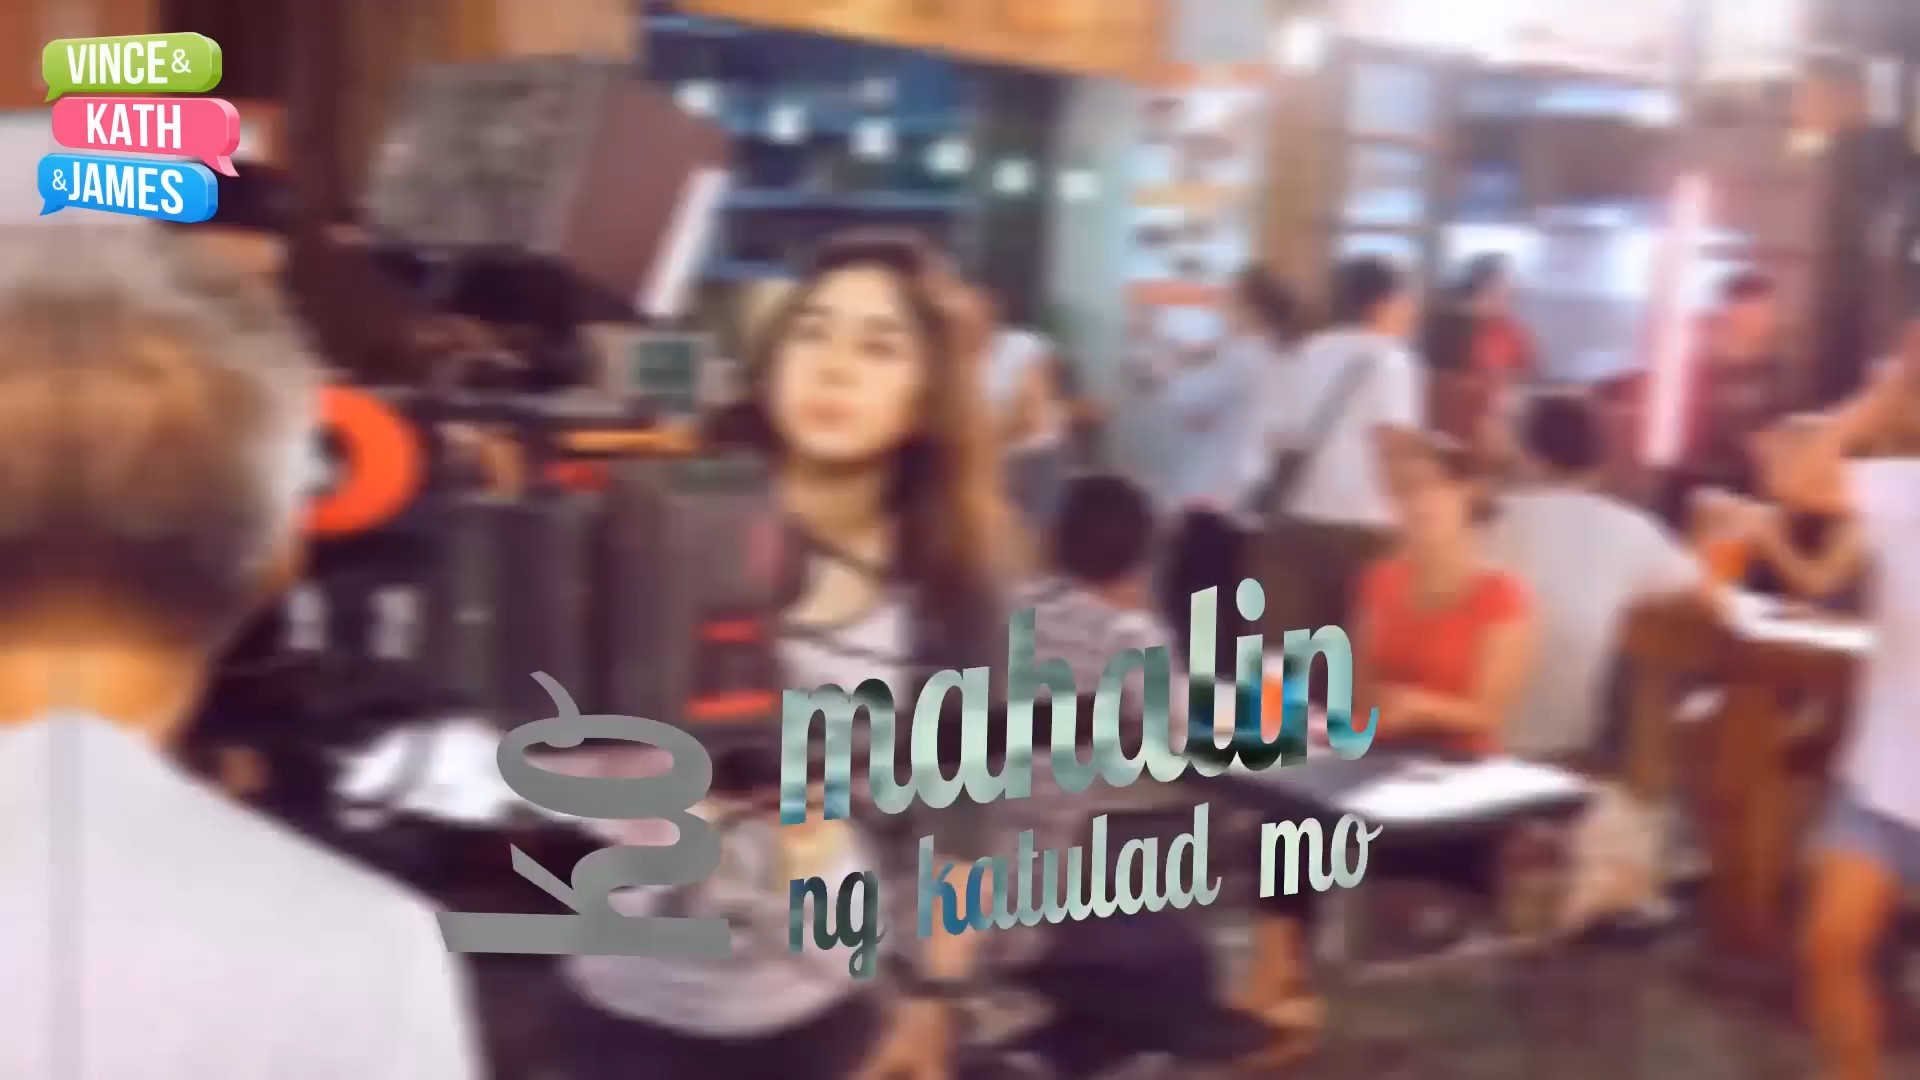 VINCE &
KATH
& JAMES
ko
mahalin
ng katulad mo